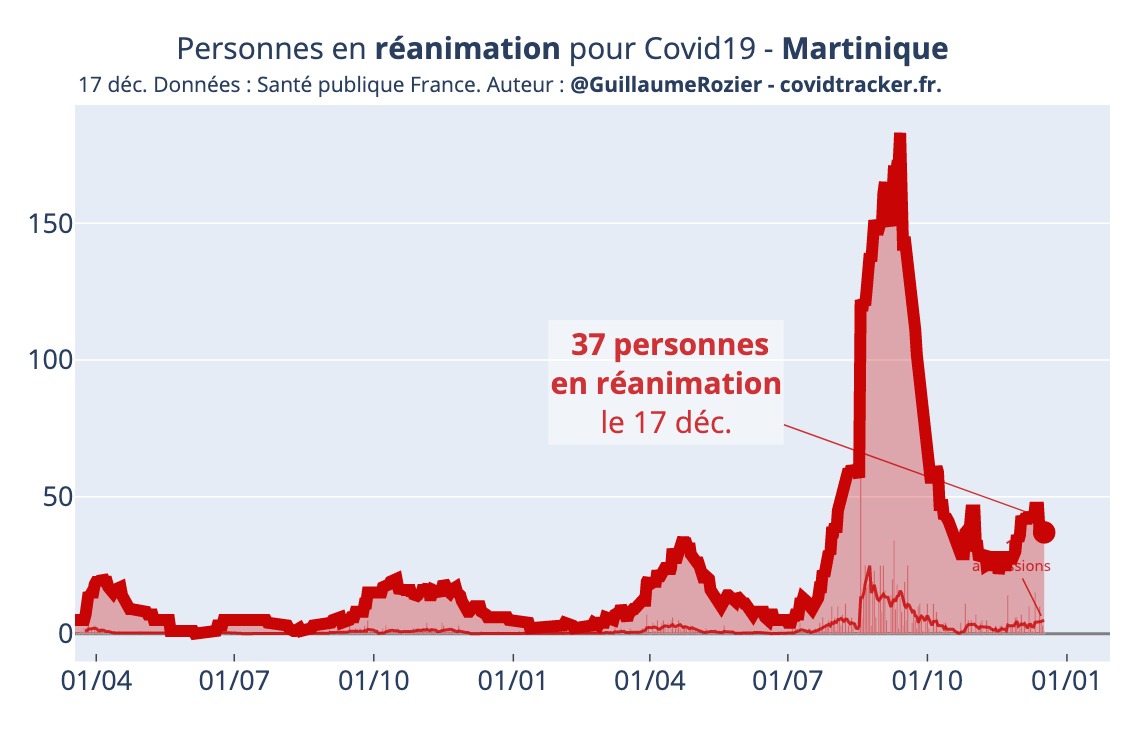 Personnes en réanimation pour Covid19 - Martinique
17 déc. Données : Santé publique France. Auteur : @GuillaumeRozier - covidtracker.fr.
150
100
50
0
37 personnes
en réanimation
le 17 déc.
01/04
01/07
01/10
01/01
01/04
01/07
01/10
01/01